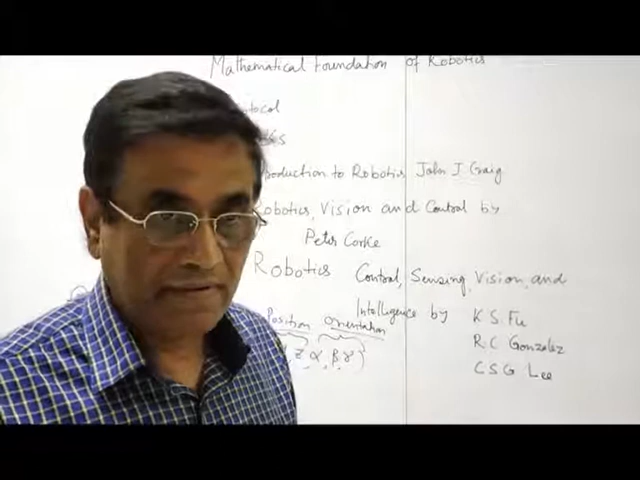 Mathematical Foundation of Robotics
Introduction to Robotics John J Craig
Robotics, Vision and Control by
Peter Corke
Robotics Control, Sensing, Vision, and
Intelligence by K S Fu
Position orientation
R.C Gonzalez
z α, β γ}
C S G Lee